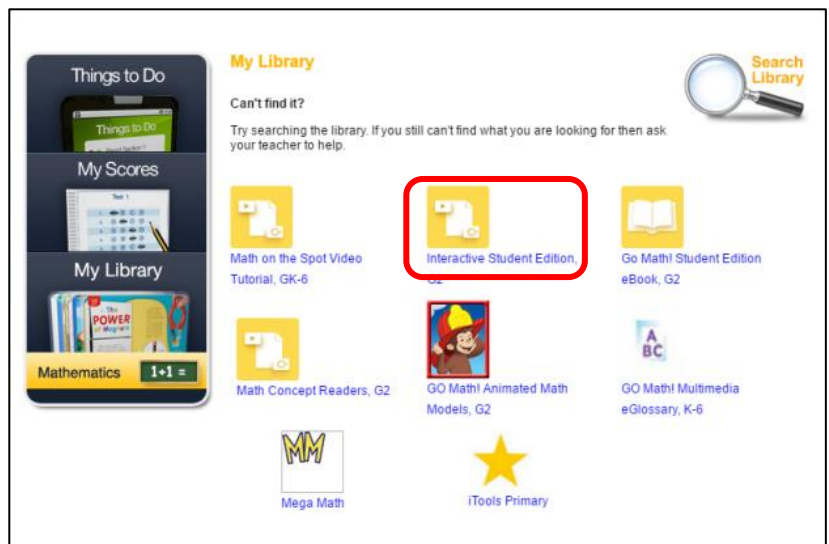 Things to Do
Things to Do
My Scores
Test 1
My Library
The
POWER
of Magnets
Mathematics 1+1 =
My Library
Search
Library
Can't find it?
Try searching the library. If you still can't find what you are looking for then ask
your teacher to help.
Math on the Spot Video
Tutorial, GK-6
Interactive Student Edition,
G2
Go Math! Student Edition
eBook, G2
Math Concept Readers, G2
GO Math! Animated Math
Models, G2
A
BC
GO Math! Multimedia
eGlossary, K-6
MM
Mega Math
iTools Primary